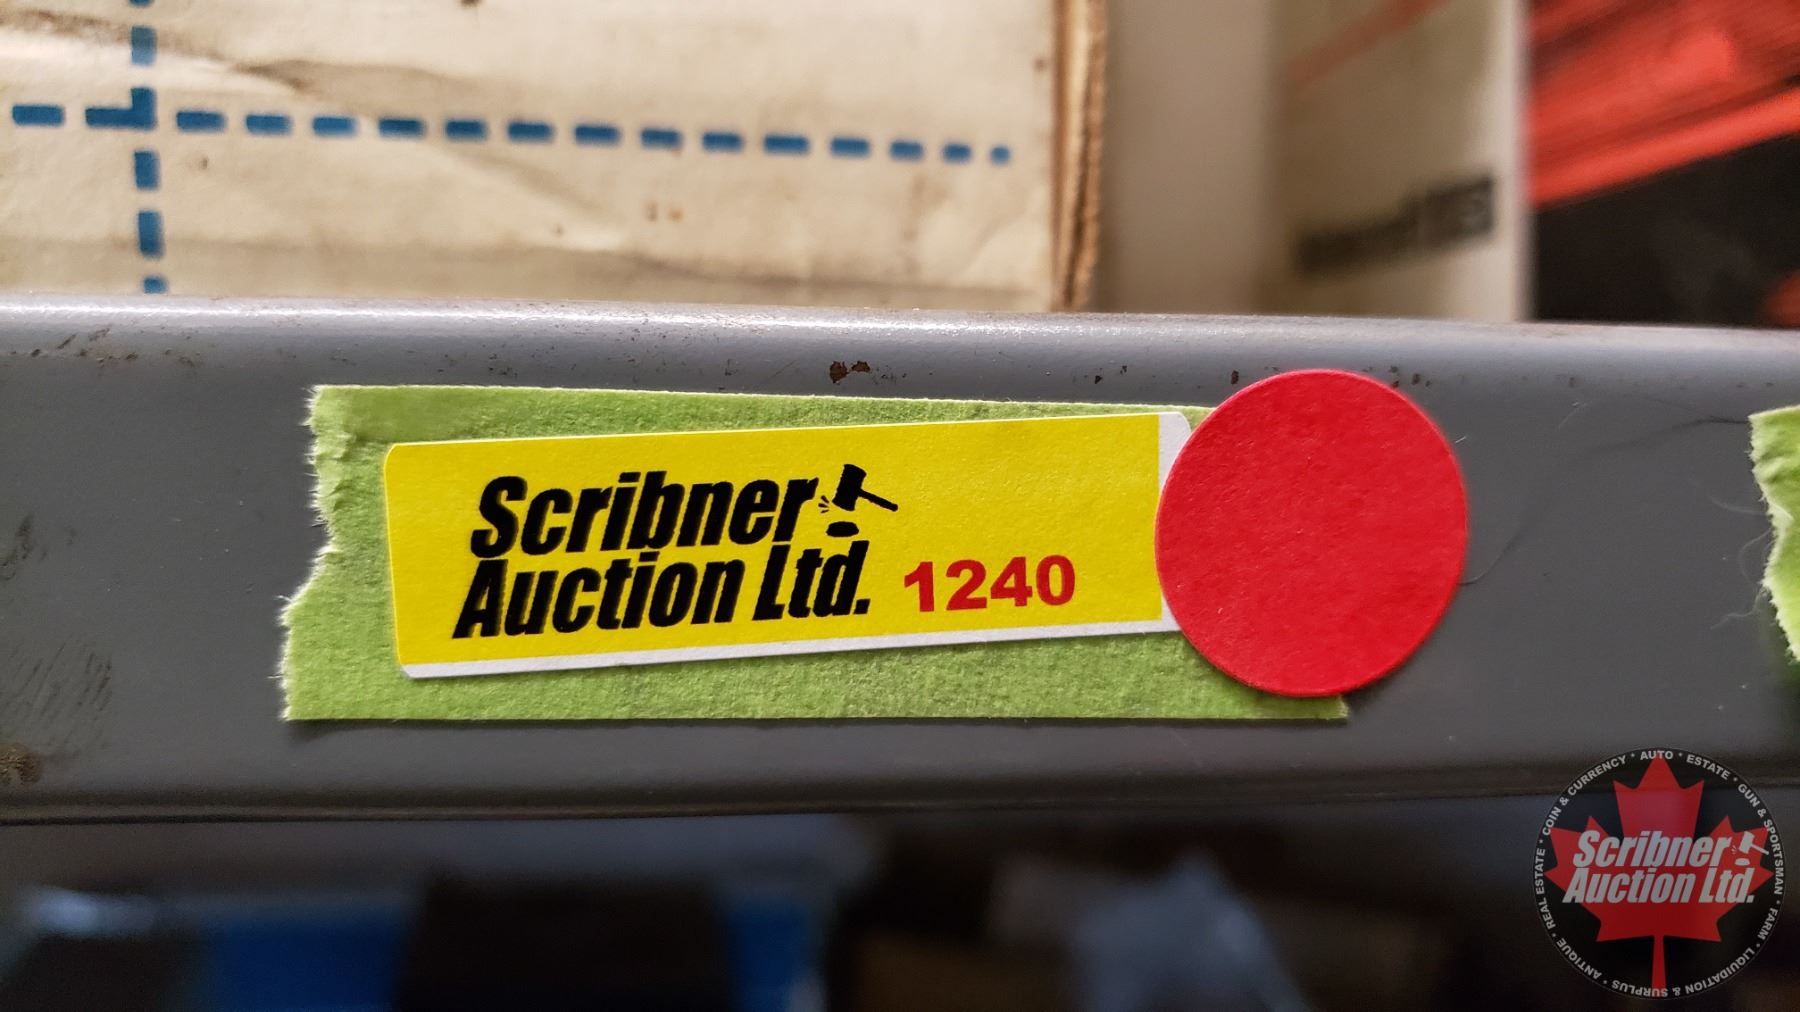 Scribner
Auction Ltd. 1240
COIN & CURRENCY * AUTO * ESTATE * GUN & SPORTSMAN * FARM * LIQUIDATION & SURPLUS * ANTIQUE * REAL ESTATE *
Scribner
Auction Ltd.